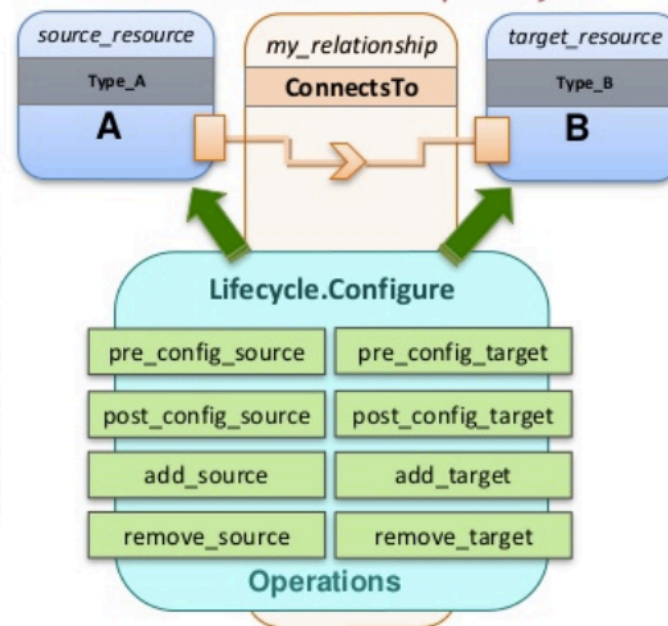 source_resource
Type_A
A
my_relationship
ConnectsTo
target_resource
Type_B
B
Lifecycle.Configure
pre_config_source
pre_config_target
post_config_source
post_config_target
add_source
add_target
remove_source
remove_target
Operations